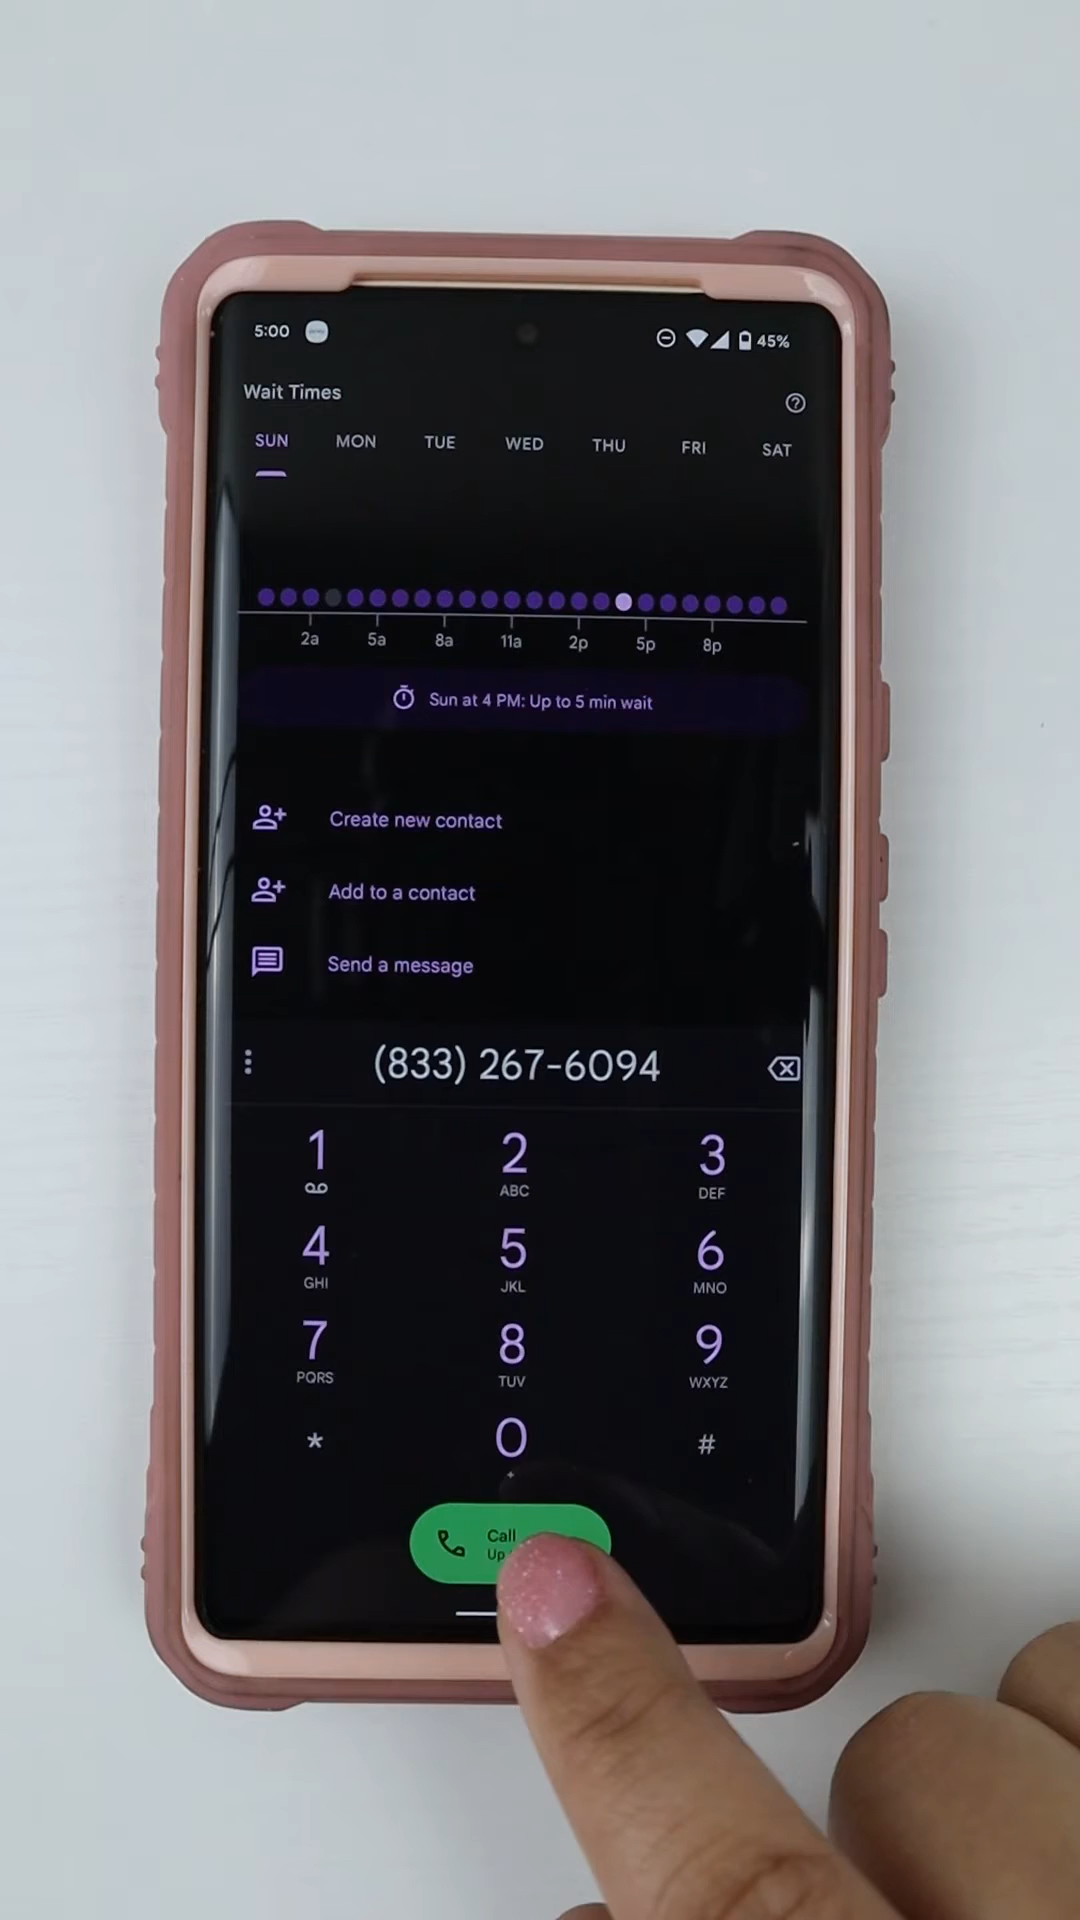 5:00 45%
Wait Times
SUN MON TUE WED THU FRI SAT
2a 5a 8a 11a 2p 5p 8p
Sun at 4 PM: Up to 5 min wait
Create new contact
Add to a contact
Send a message
(833) 267-6094
1 2 3
ABC DEF
4 5 6
GHI JKL MNO
7 8 9
PQRS TUV WXYZ
* 0 #
+
Call
Up